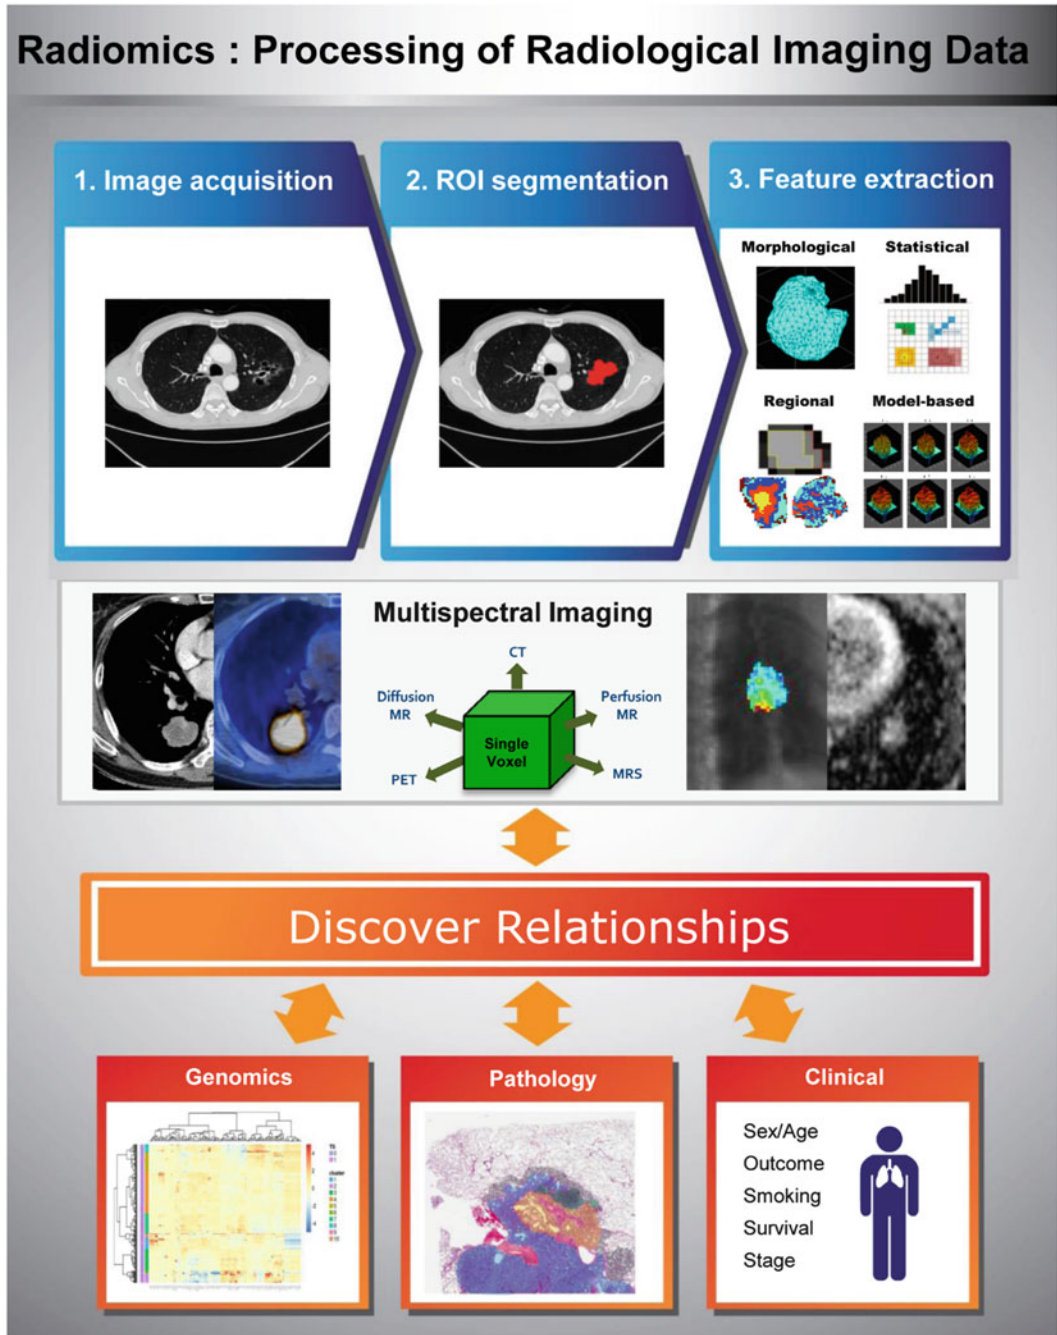 Radiomics : Processing of Radiological Imaging Data
1. Image acquisition
2. ROI segmentation
3. Feature extraction
Morphological
Statistical
Regional
Model-based
Multispectral Imaging
CT
Diffusion
MR
Perfusion
MR
Single
Voxel
PET
MRS
Discover Relationships
Genomics
Pathology
Clinical
cluster
Sex/Age
Outcome
Smoking
Survival
Stage